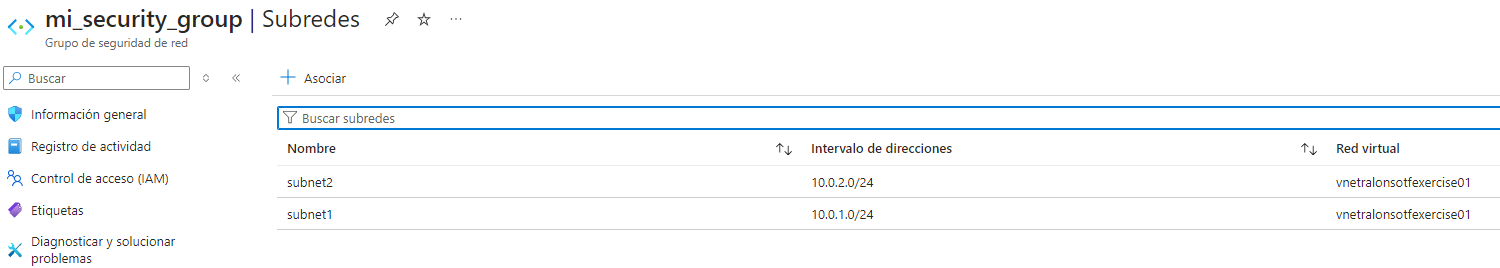 mi_security_group | Subredes
Grupo de seguridad de red
Buscar
Asociar
Información general
Registro de actividad
Control de acceso (IAM)
Etiquetas
Diagnosticar y solucionar
problemas
Buscar subredes
Nombre Intervalo de direcciones Red virtual
subnet2 10.0.2.0/24 vnetralonsotfexercise01
subnet1 10.0.1.0/24 vnetralonsotfexercise01